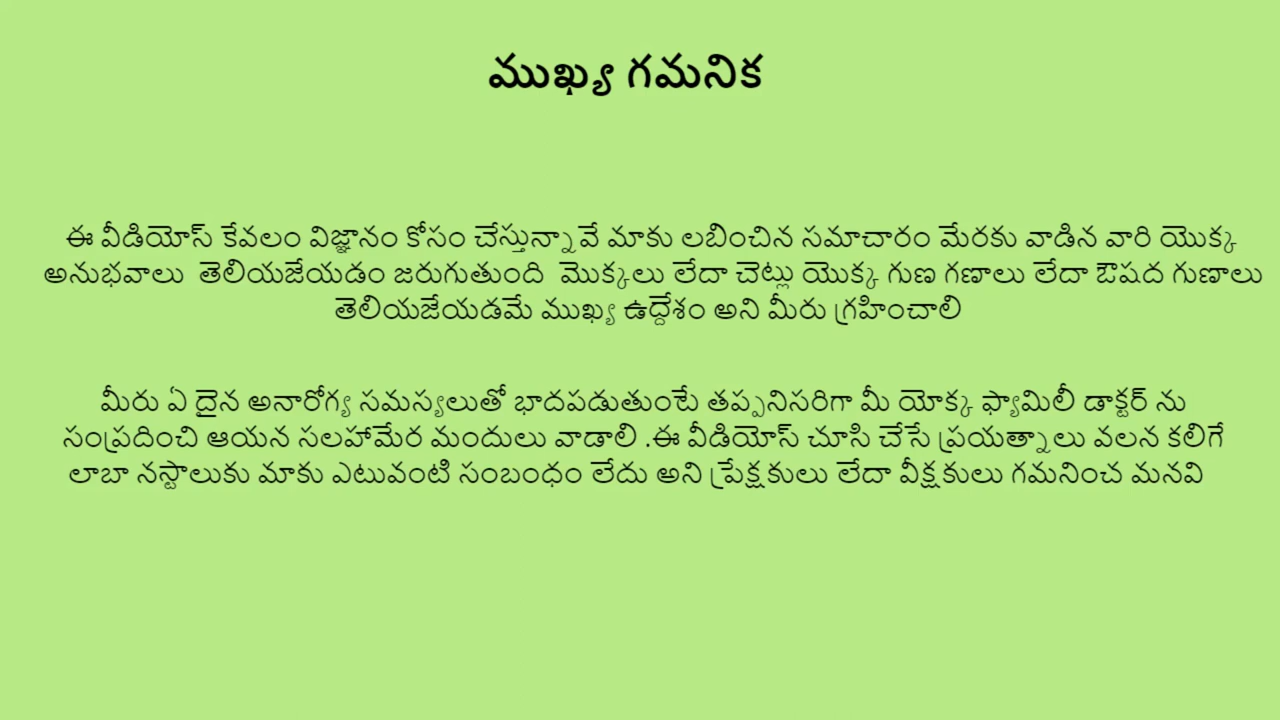 ముఖ్య గమనిక
ఈ వీడియోస్ కేవలం విజ్ఞానం కోసం చేస్తున్నావే మాకు లబించిన సమాచారం మేరకు వాడిన వారి యొక్క
అనుభవాలు తెలియజేయడం జరుగుతుంది మొక్కలు లేదా చెట్లు యొక్క గుణ గణాలు లేదా ఔషద గుణాలు
తెలియజేయడమే ముఖ్య ఉద్దేశం అని మీరు గ్రహించాలి
మీరు ఏ దైన అనారోగ్య సమస్యలుతో భాదపడుతుంటే తప్పనిసరిగా మీ యోక్క ఫ్యామిలీ డాక్టర్ ను
సంప్రదించి ఆయన సలహామేర మందులు వాడాలి .ఈ వీడియోస్ చూసి చేసే ప్రయత్నాలు వలన కలిగే
లాబా నస్టాలుకు మాకు ఎటువంటి సంబంధం లేదు అని ప్రేక్షకులు లేదా వీక్షకులు గమనించ మనవి